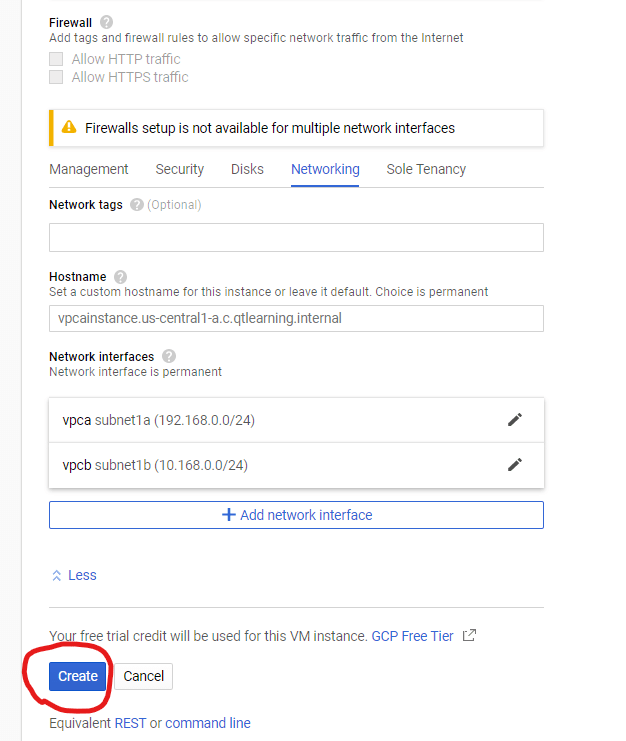 Firewall
Add tags and firewall rules to allow specific network traffic from the Internet
Allow HTTP traffic
Allow HTTPS traffic
Firewalls setup is not available for multiple network interfaces
Management Security Disks Networking Sole Tenancy
Network tags (Optional)
Hostname
Set a custom hostname for this instance or leave it default. Choice is permanent
vpcainstance.us-central1-a.c.qtlearning.internal
Network interfaces
Network interface is permanent
vpca subnet1a (192.168.0.0/24)
vpcb subnet1b (10.168.0.0/24)
Add network interface
Less
Your free trial credit will be used for this VM instance. GCP Free Tier
Create Cancel
Equivalent REST or command line